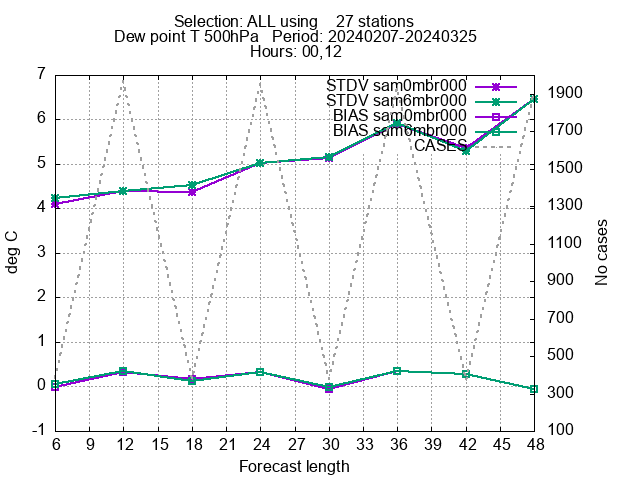 Selection: ALL using    27 stations
Dew point T 500hPa   Period: 20240207-20240325
Hours: 00,12
STDV sam0mbr000
STDV sam6mbr000
BIAS sam0mbr000
BIAS sam6mbr000
CASES
7
6
5
4
3
2
1
0
-1
deg C
1900
1700
1500
1300
1100
900
700
500
300
100
No cases
6 9 12 15 18 21 24 27 30 33 36 39 42 45 48
Forecast length